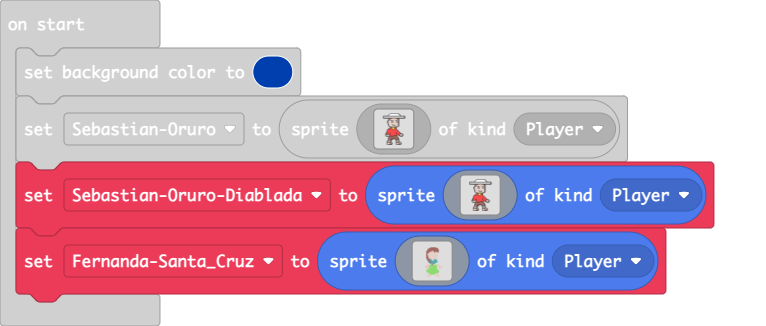 on start
set background color to
set Sebastian-Oruro to sprite of kind Player
set Sebastian-Oruro-Diablada to sprite of kind Player
set Fernanda-Santa_Cruz to sprite of kind Player